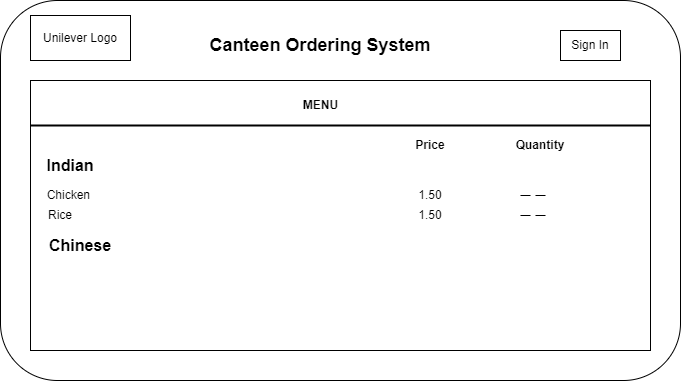 Unilever Logo
Canteen Ordering System
Sign In
MENU
Price Quantity
Indian
Chicken 1.50 — —
Rice 1.50 — —
Chinese